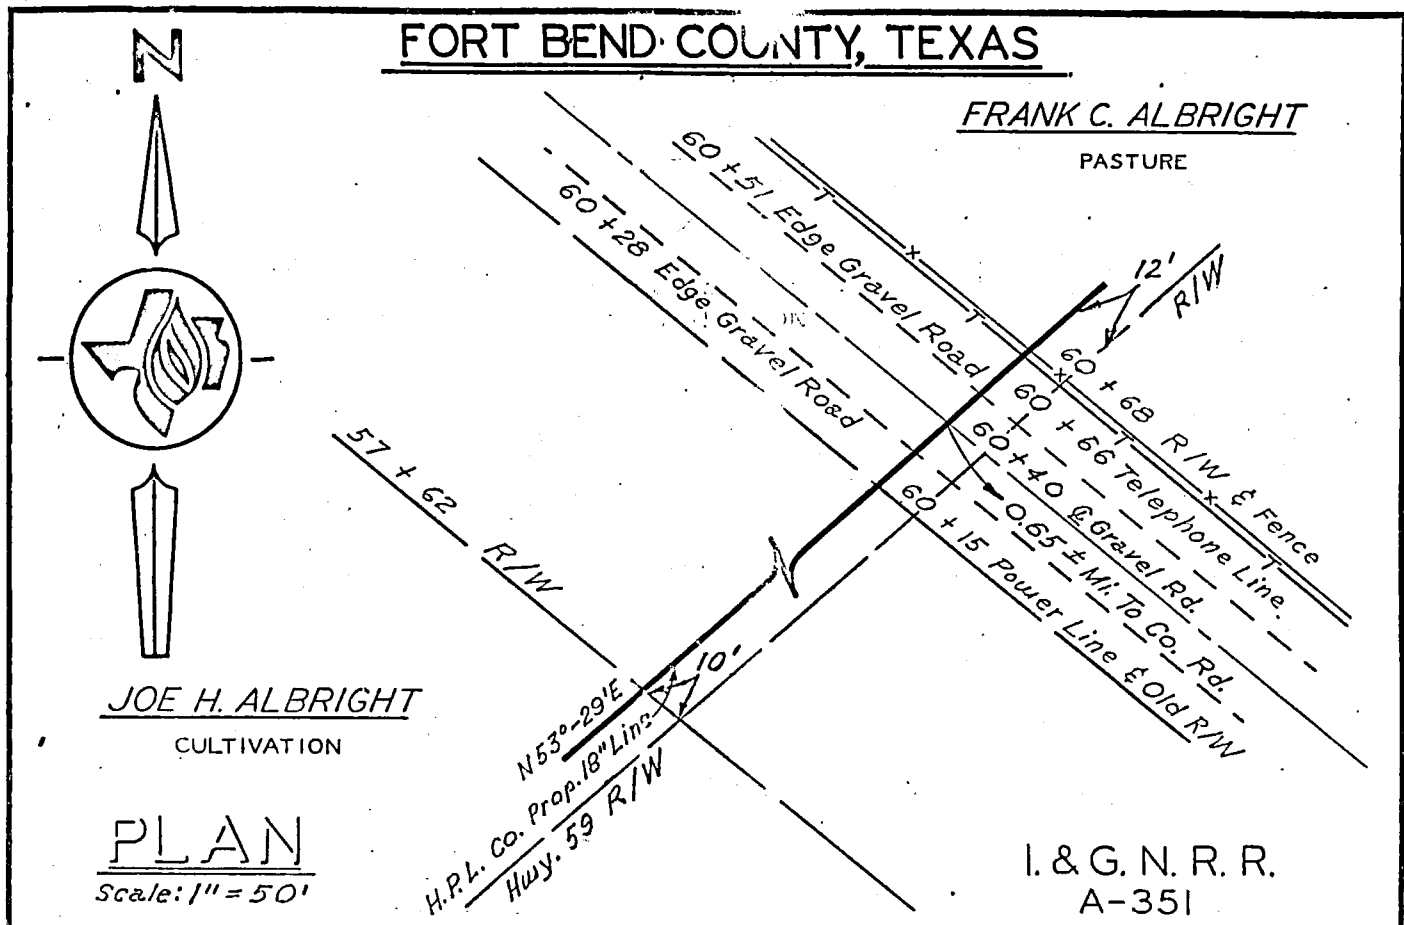 N
FORT BEND COUNTY, TEXAS
FRANK C. ALBRIGHT
PASTURE
60 + 51 Edge Gravel Road
60 + 28 Edge Gravel Road
12'
R/W
60 + 68 R/W & Fence
60 + 66 Telephone Line
60 + 40 ℄ Gravel Rd.
0.65 ± Mi. To Co. Rd.
60 + 15 Power Line & Old R/W
57 + 62 R/W
10'
N 53°-29'E
H.P.L. Co. Prop. 18" Line
Hwy. 59 R/W
JOE H. ALBRIGHT
CULTIVATION
PLAN
Scale: 1" = 50'
I. & G. N. R. R.
A-351